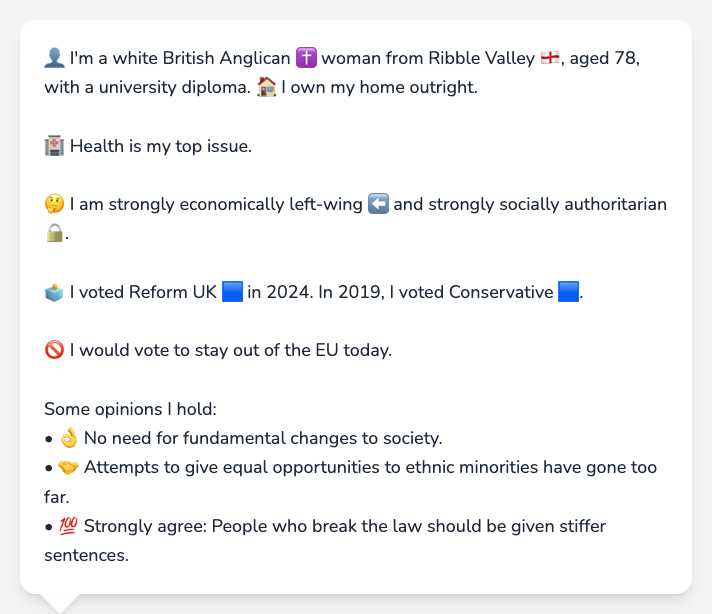 👤 I'm a white British Anglican ✝️ woman from Ribble Valley 🏴󠁧󠁢󠁥󠁮󠁧󠁿, aged 78,
with a university diploma. 🏠 I own my home outright.
🏥 Health is my top issue.
🤔 I am strongly economically left-wing ⬅️ and strongly socially authoritarian
🔒.
🗳️ I voted Reform UK 🟦 in 2024. In 2019, I voted Conservative 🟦.
🚫 I would vote to stay out of the EU today.
Some opinions I hold:
• 👌 No need for fundamental changes to society.
• 🤝 Attempts to give equal opportunities to ethnic minorities have gone too
far.
• 💯 Strongly agree: People who break the law should be given stiffer
sentences.